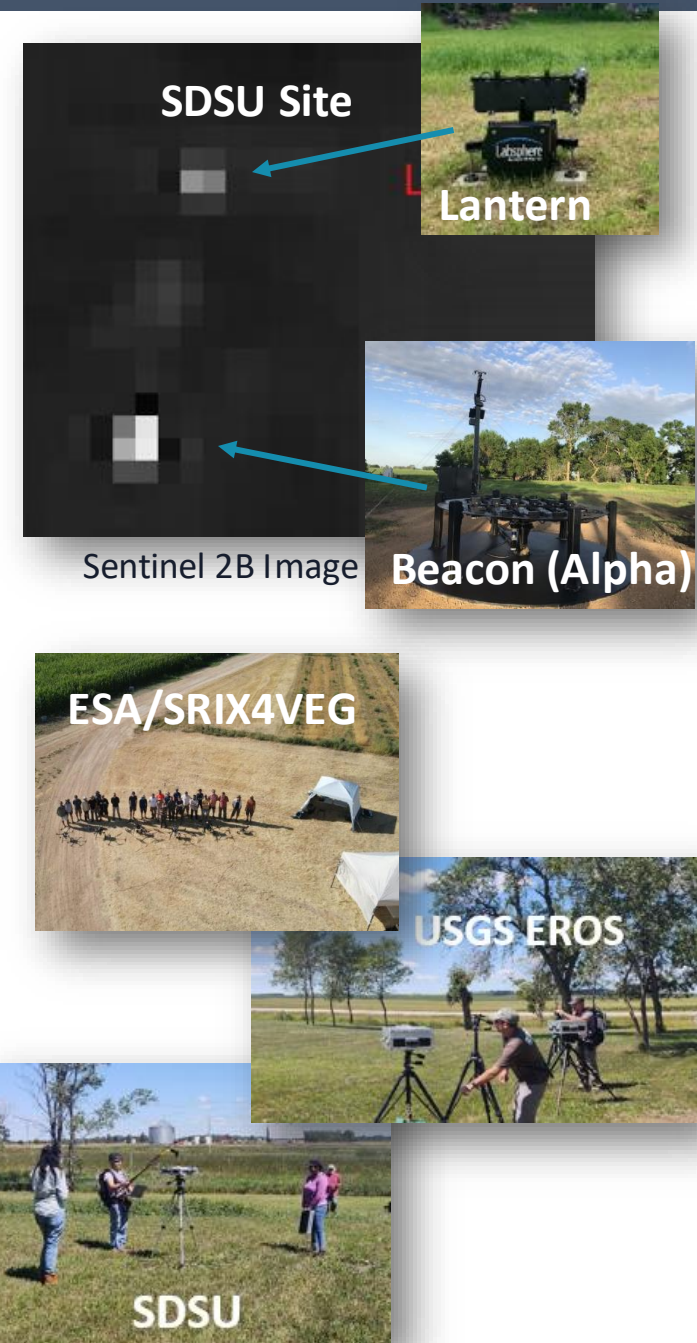 SDSU Site
L
Labsphere
Lantern
Sentinel 2B Image
Beacon (Alpha)
ESA/SRIX4VEG
USGS EROS
SDSU